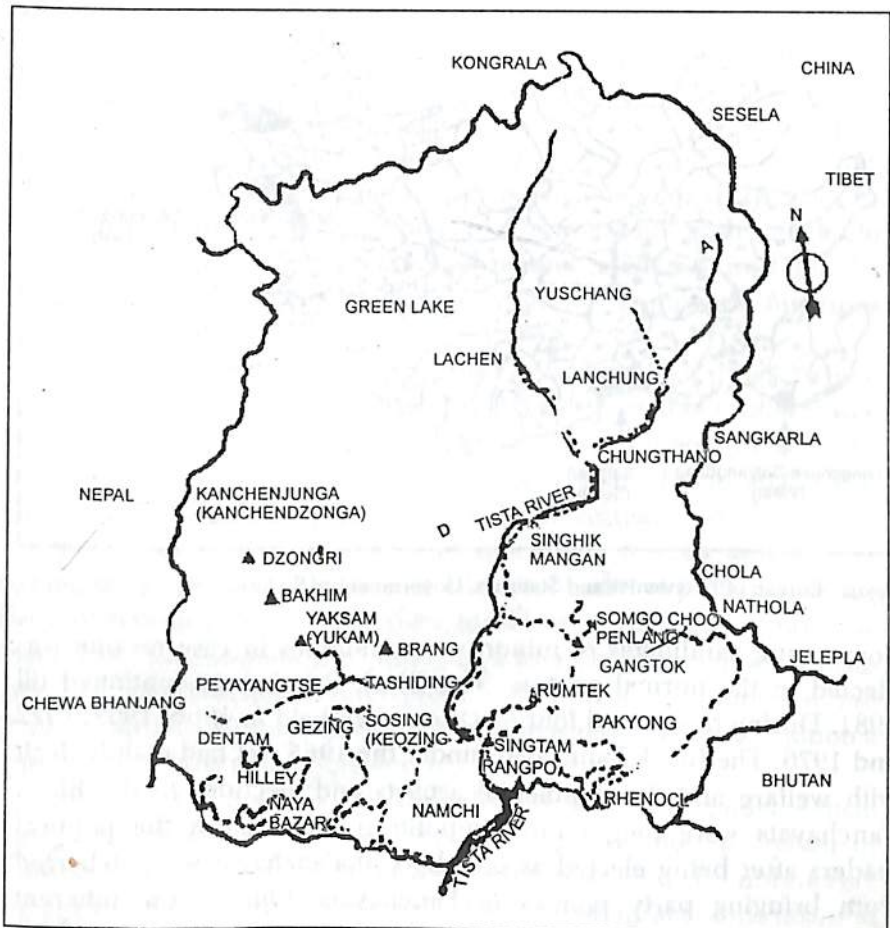 KONGRALA
CHINA
SESELA
TIBET
N
A
YUSCHANG
GREEN LAKE
LACHEN
LANCHUNG
SANGKARLA
CHUNGTHANO
NEPAL
KANCHENJUNGA
(KANCHENDZONGA)
D
TISTA RIVER
SINGHIK
MANGAN
DZONGRI
CHOLA
BAKHIM
NATHOLA
SOMGO CHOO
YAKSAM
(YUKAM)
BRANG
PENLANG
GANGTOK
JELEPLA
PEYAYANGTSE
TASHIDING
RUMTEK
CHEWA BHANJANG
GEZING
SOSING
(KEOZING)
PAKYONG
DENTAM
SINGTAM
HILLEY
RANGPO
BHUTAN
RHENOCL
NAYA
BAZAR
NAMCHI
TISTA RIVER